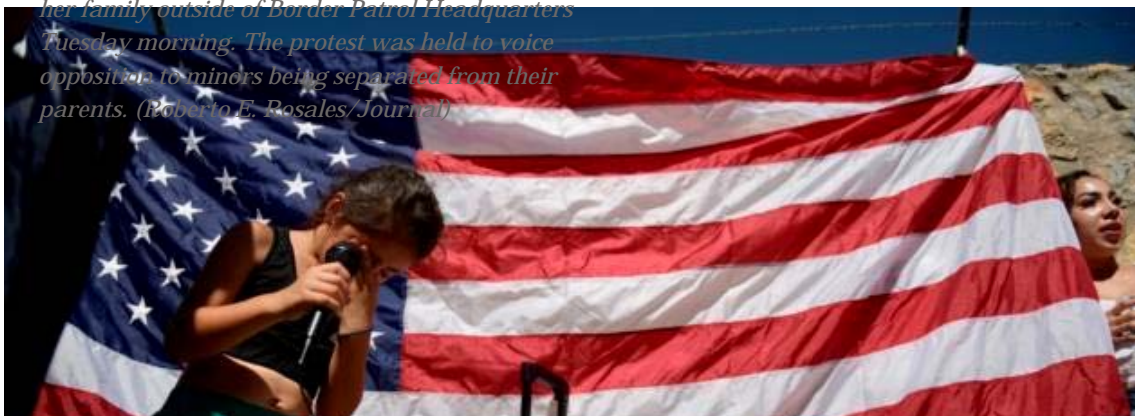 her family outside of Border Patrol Headquarters
Tuesday morning. The protest was held to voice
opposition to minors being separated from their
parents. (Roberto E. Rosales/Journal)